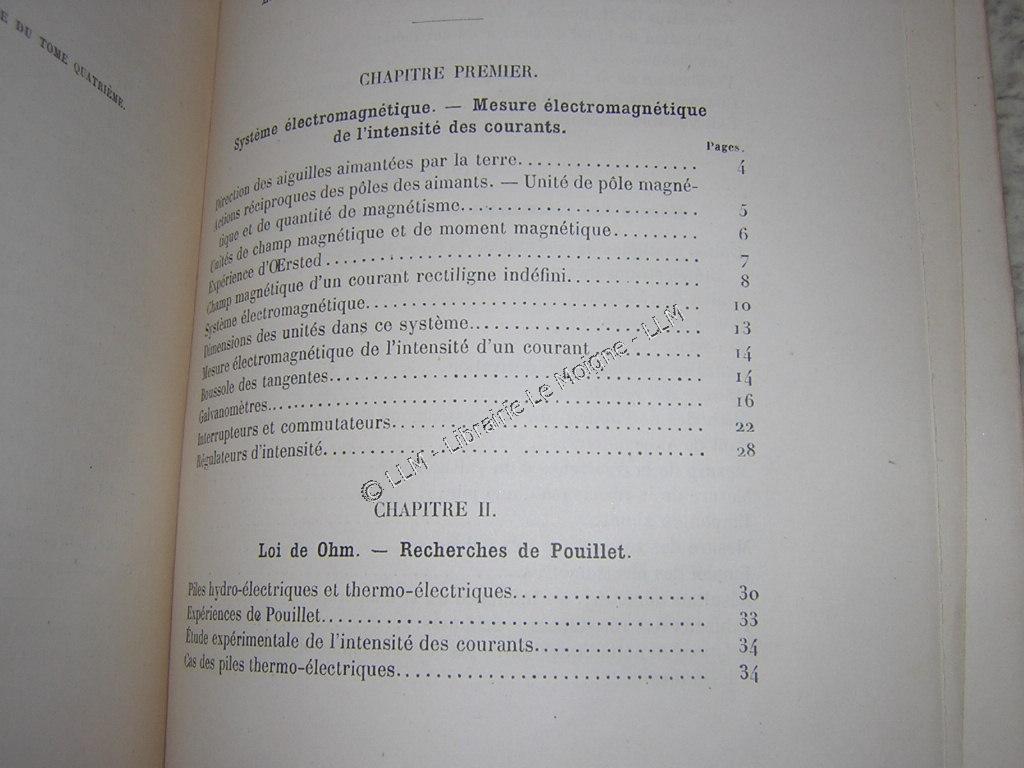 E DU TOME QUATRIÈME.
CHAPITRE PREMIER.
Système électromagnétique. — Mesure électromagnétique
de l'intensité des courants.
Pages.
Direction des aiguilles aimantées par la terre.................. 4
Actions réciproques des pôles des aimants. — Unité de pôle magné-
tique et de quantité de magnétisme........................ 5
Unités de champ magnétique et de moment magnétique......... 6
Expérience d'Œrsted...................................... 7
Champ magnétique d'un courant rectiligne indéfini............. 8
Système électromagnétique.................................. 10
Dimensions des unités dans ce système....................... 13
Mesure électromagnétique de l'intensité d'un courant........... 14
Boussole des tangentes..................................... 14
Galvanomètres............................................ 16
Interrupteurs et commutateurs............................... 22
Régulateurs d'intensité..................................... 28
© LLM - Librairie Le Moigne - LLM
CHAPITRE II.
Loi de Ohm. — Recherches de Pouillet.
Piles hydro-électriques et thermo-électriques.................... 30
Expériences de Pouillet..................................... 33
Étude expérimentale de l'intensité des courants................. 34
Cas des piles thermo-électriques.............................. 34